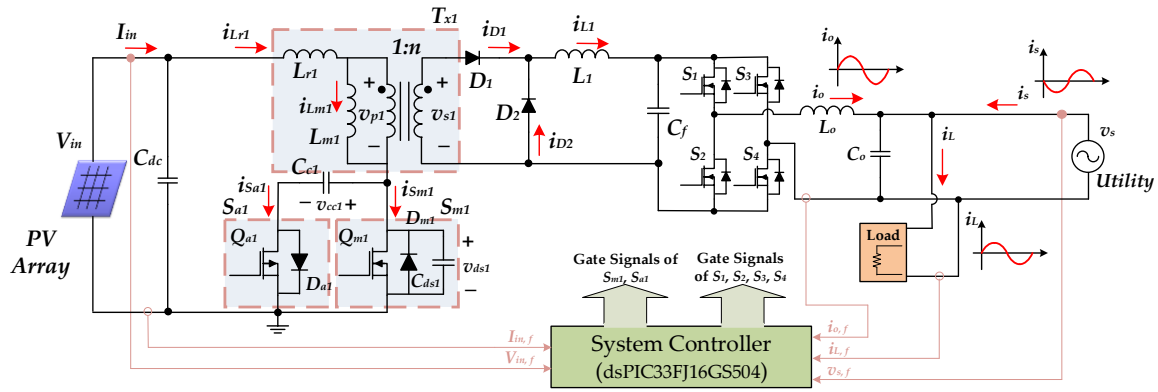 I_in
i_Lr1
T_x1
1:n
i_D1
i_L1
L_r1
D_1
L_1
i_Lm1
+
+
v_p1
v_s1
L_m1
−
−
D_2
i_D2
C_f
S_1
S_3
S_2
S_4
i_o
i_o
L_o
C_o
i_s
i_s
i_L
v_s
Utility
V_in
C_dc
PV
Array
C_c1
− v_cc1 +
i_Sa1
i_Sm1
S_a1
S_m1
Q_a1
D_a1
Q_m1
D_m1
C_ds1
+
v_ds1
−
Load
i_L
Gate Signals of
S_m1, S_a1
Gate Signals
of S_1, S_2, S_3, S_4
System Controller
(dsPIC33FJ16GS504)
I_in, f
V_in, f
i_o, f
i_L, f
v_s, f